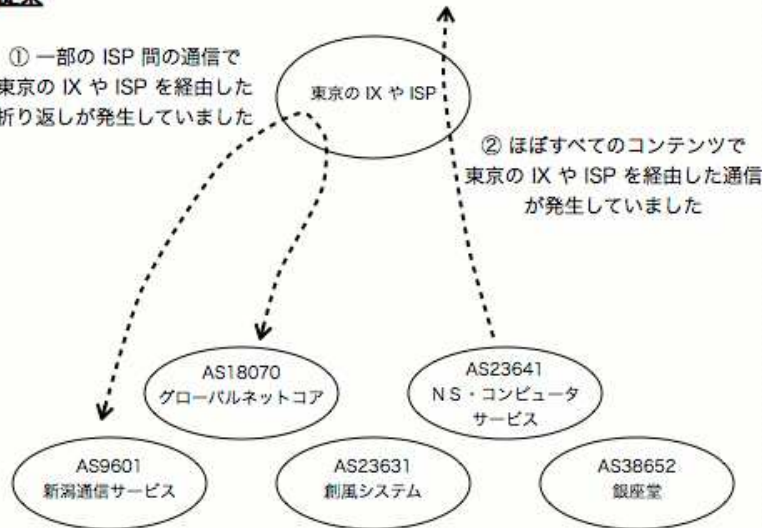 ① 一部の ISP 間の通信で
東京の IX や ISP を経由した
折り返しが発生していました
東京の IX や ISP
② ほぼすべてのコンテンツで
東京の IX や ISP を経由した通信
が発生していました
AS18070
グローバルネットコア
AS23641
ＮＳ・コンピュータ
サービス
AS9601
新潟通信サービス
AS23631
創風システム
AS38652
銀座堂